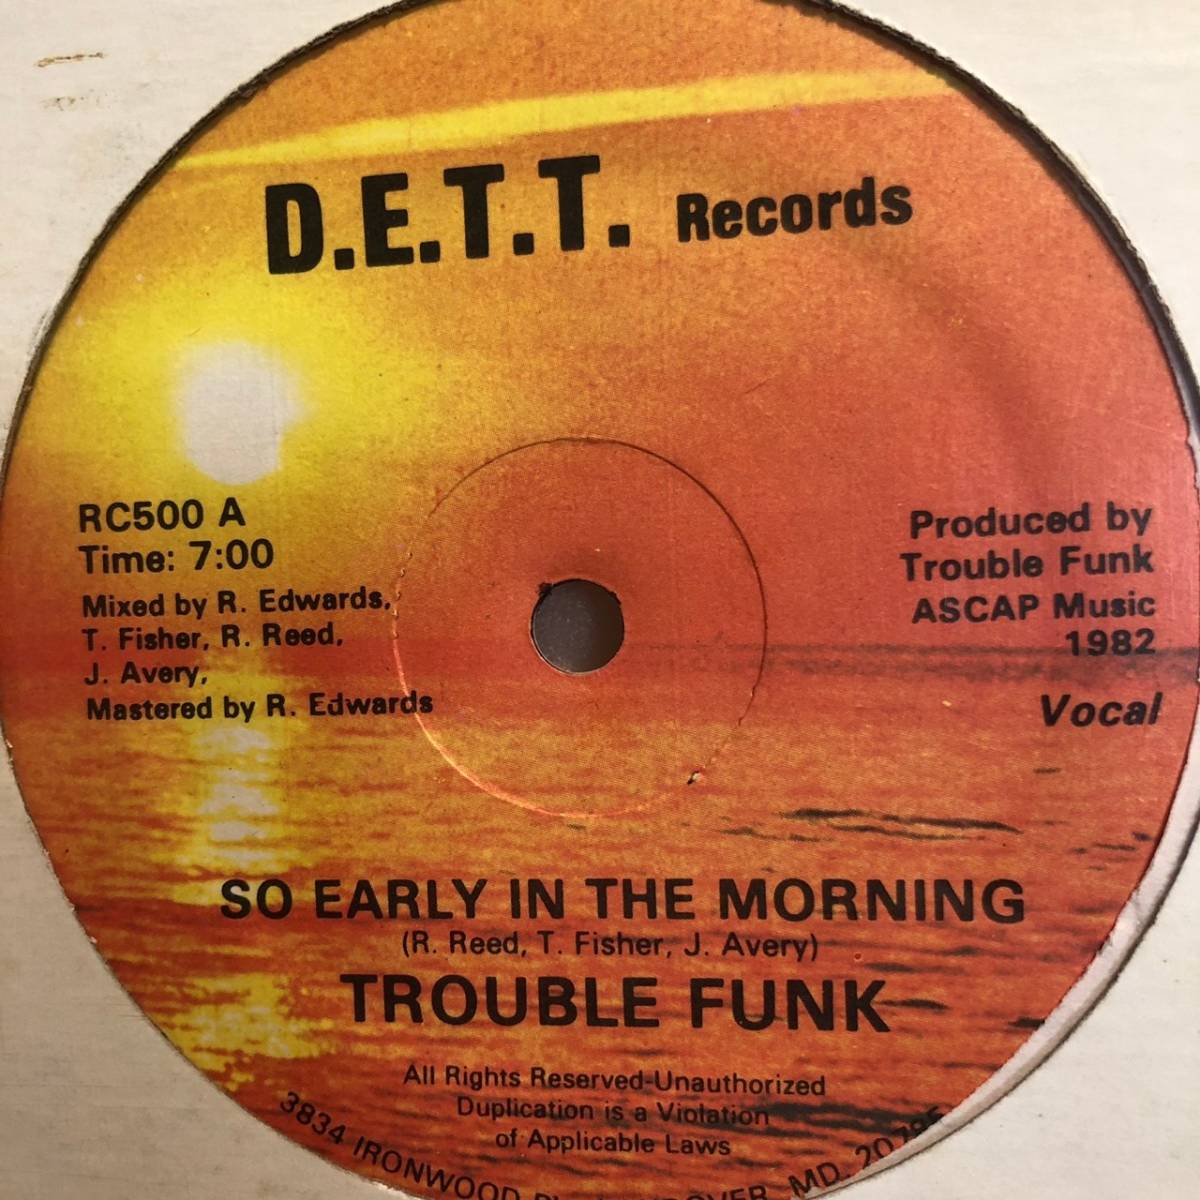 D.E.T.T. Records
RC500 A
Time: 7:00
Mixed by R. Edwards,
T. Fisher, R. Reed,
J. Avery,
Mastered by R. Edwards
Produced by
Trouble Funk
ASCAP Music
1982
Vocal
SO EARLY IN THE MORNING
(R. Reed, T. Fisher, J. Avery)
TROUBLE FUNK
All Rights Reserved-Unauthorized
Duplication is a Violation
of Applicable Laws
3834 IRONWOOD MD. 20785